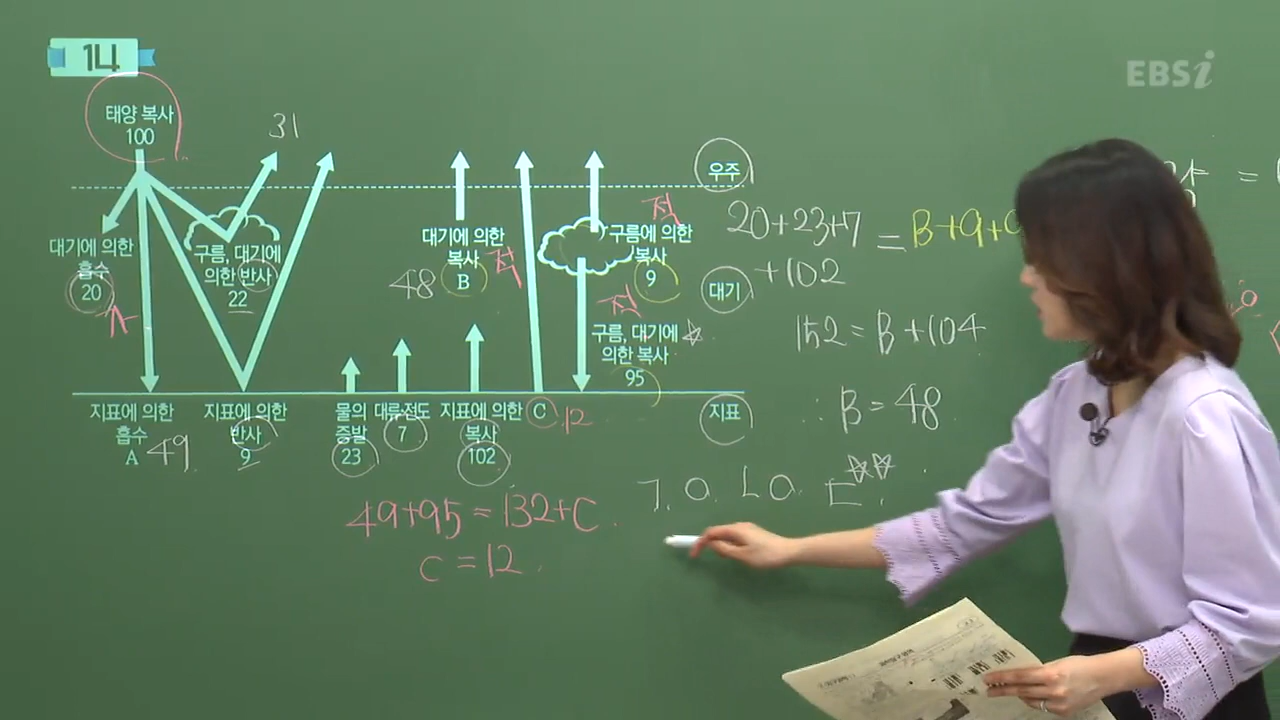 14
EBSi
태양 복사
100
31
우주
대기에 의한
흡수
20
구름, 대기에
의한 반사
22
대기에 의한
복사
B
48
구름에 의한
복사
9
대기
구름, 대기에
의한 복사
95
지표에 의한
흡수
A 49
지표에 의한
반사
9
물의
증발
23
대류·전도
7
지표에 의한
복사
102
C 12
지표
20+23+7 = B+9+
+102
152 = B+104
∴ B = 48
49+95 = 132+C
C = 12
ㄱ. O. ㄴ O. ㄷ